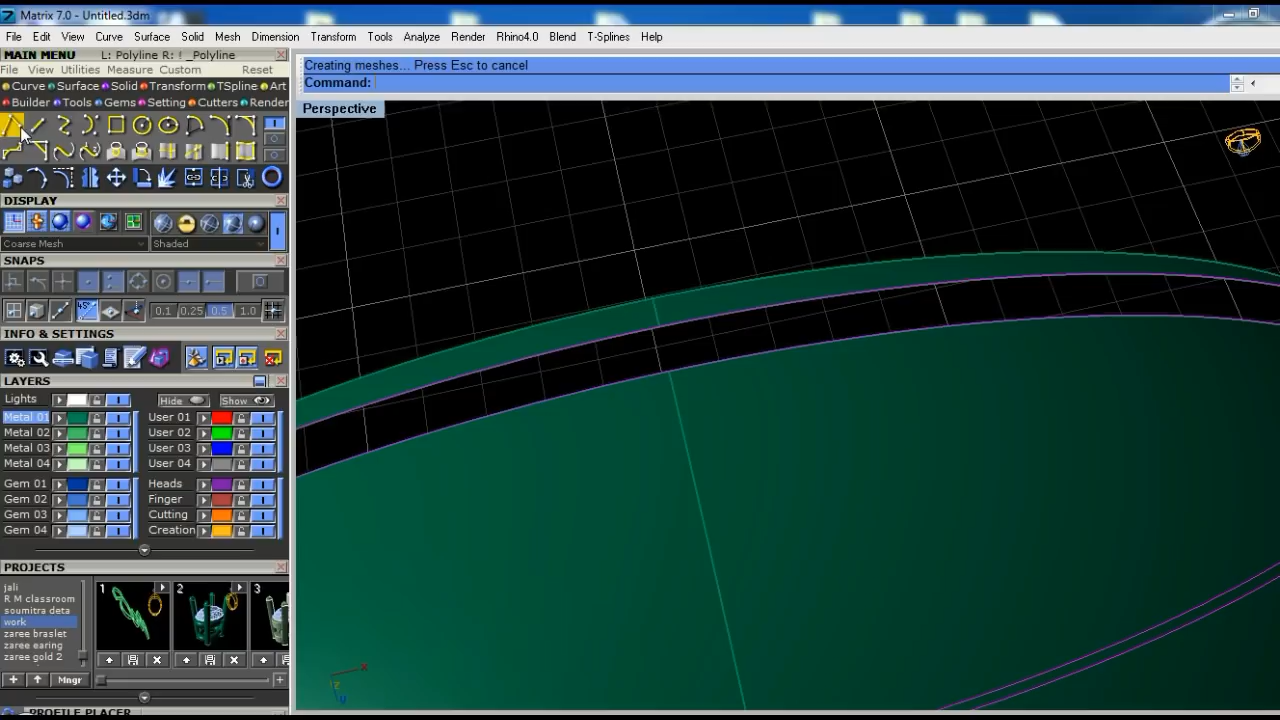 Matrix 7.0 - Untitled.3dm
File Edit View Curve Surface Solid Mesh Dimension Transform Tools Analyze Render Rhino4.0 Blend T-Splines Help
MAIN MENU L: Polyline R: ! _Polyline
File View Utilities Measure Custom Reset
Curve Surface Solid Transform TSpline Art
Builder Tools Gems Setting Cutters Render
Creating meshes... Press Esc to cancel
Command:
Perspective
DISPLAY
Coarse Mesh Shaded
SNAPS
45°
0.1 0.25 0.5 1.0
INFO & SETTINGS
LAYERS
Lights Hide Show
Metal 01 User 01
Metal 02 User 02
Metal 03 User 03
Metal 04 User 04
Gem 01 Heads
Gem 02 Finger
Gem 03 Cutting
Gem 04 Creation
PROJECTS
jali
R M classroom
soumitra deta
work
zaree braslet
zaree earing
zaree gold 2
1 2 3
+ Mngr +
PROFILE PLACER
x
z